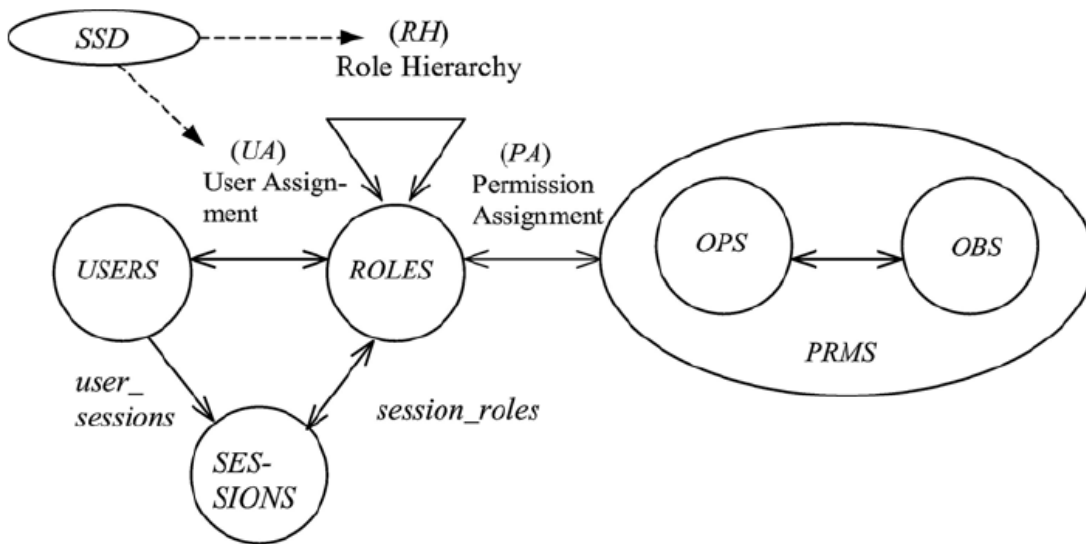 SSD
(RH)
Role Hierarchy
(UA)
User Assign-
ment
(PA)
Permission
Assignment
USERS
ROLES
OPS
OBS
PRMS
user_
sessions
session_roles
SES-
SIONS